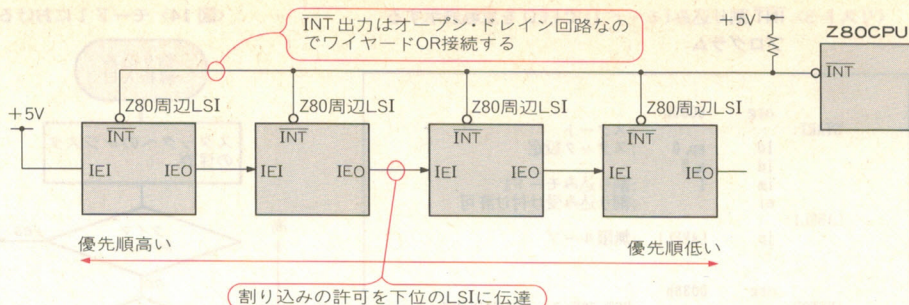 INT出力はオープン・ドレイン回路なの
でワイヤードOR接続する
+5V
Z80CPU
INT
+5V
Z80周辺LSI
Z80周辺LSI
Z80周辺LSI
Z80周辺LSI
INT
INT
INT
INT
IEI
IEO
IEI
IEO
IEI
IEO
IEI
IEO
優先順高い
優先順低い
割り込みの許可を下位のLSIに伝達